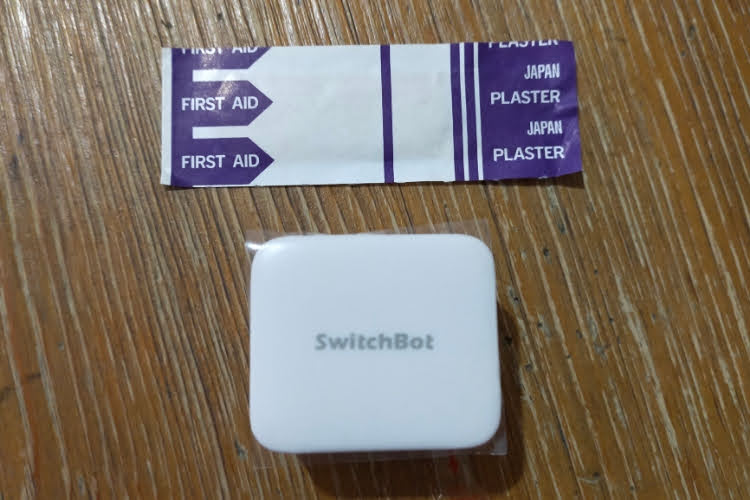 FIRST AID
FIRST AID
FIRST AID
PLASTER
JAPAN
PLASTER
JAPAN
PLASTER
SwitchBot